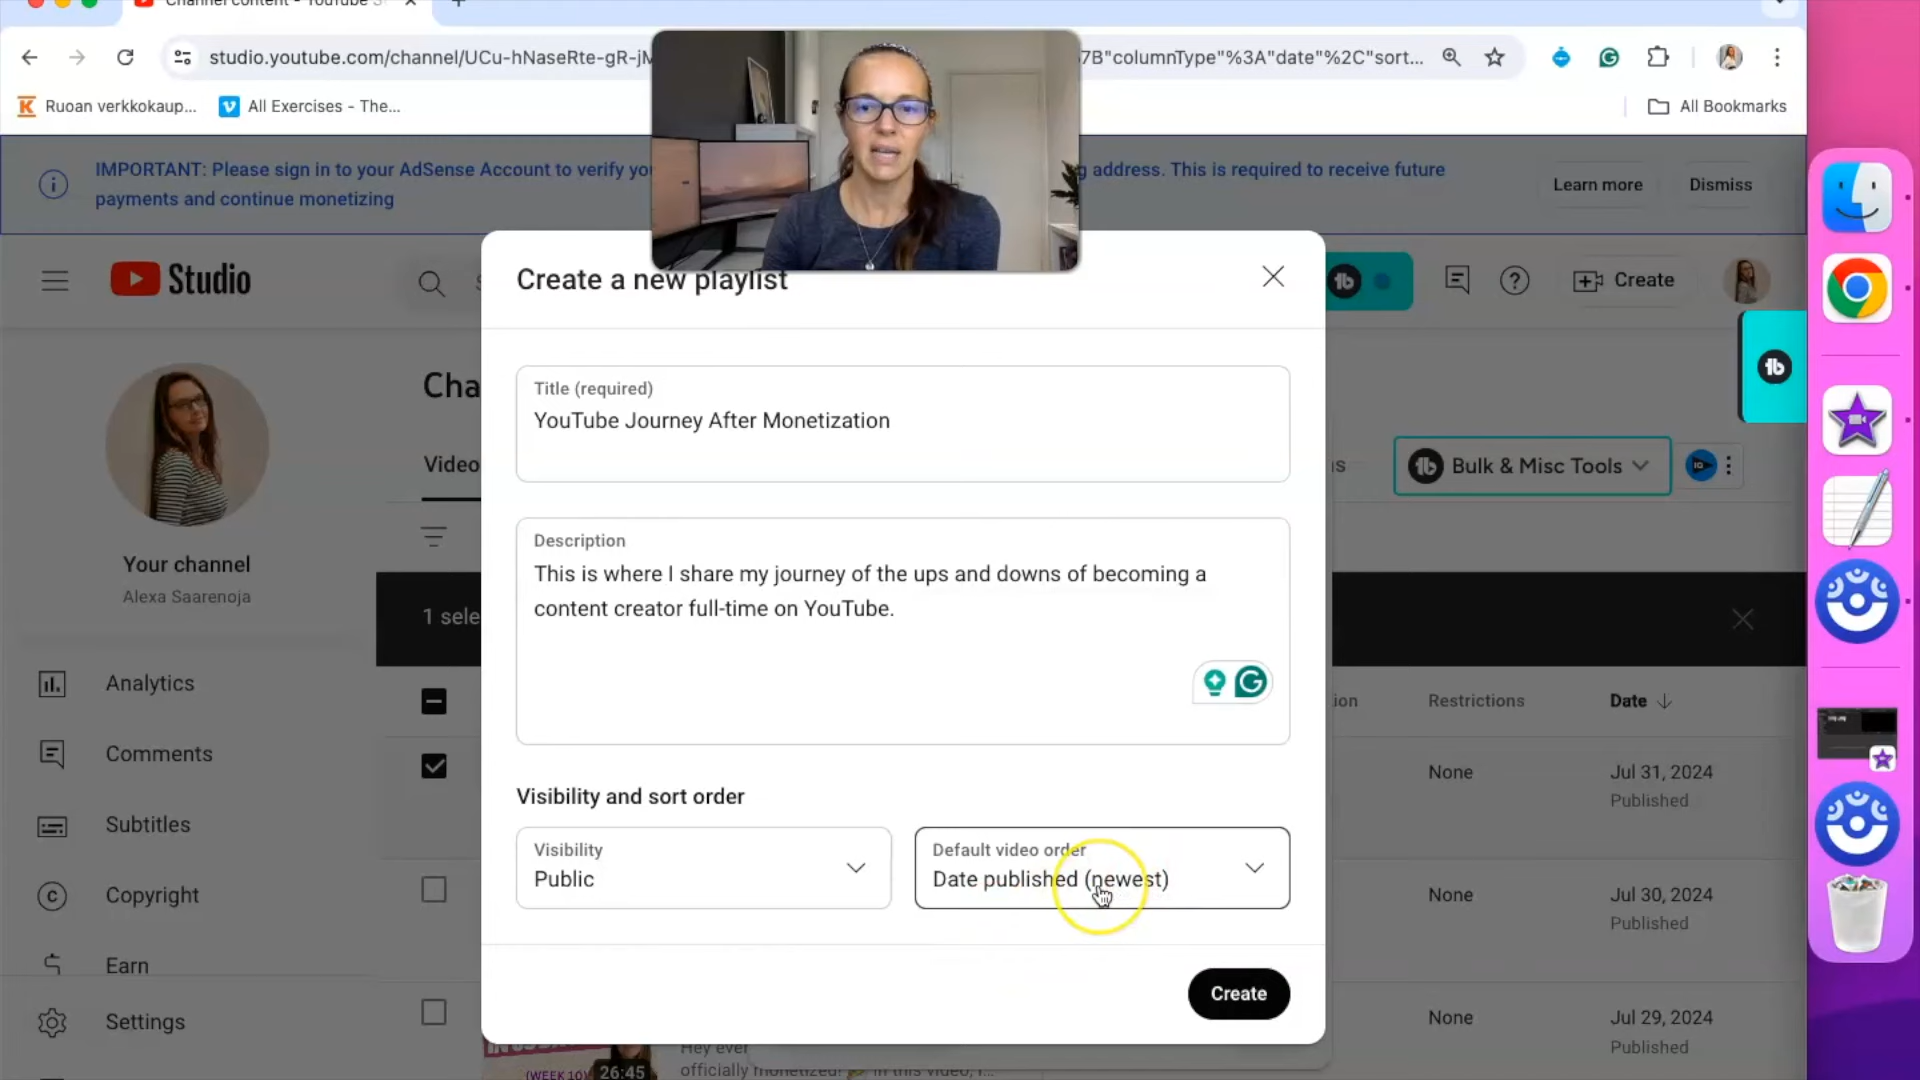 Channel content - YouTube S
studio.youtube.com/channel/UCu-hNaseRte-gR-jM
7B"columnType"%3A"date"%2C"sort...
Ruoan verkkokaup...
All Exercises - The...
All Bookmarks
IMPORTANT: Please sign in to your AdSense Account to verify yo
g address. This is required to receive future
payments and continue monetizing
Learn more
Dismiss
Studio
Create a new playlist
Create
Title (required)
YouTube Journey After Monetization
Description
This is where I share my journey of the ups and downs of becoming a
content creator full-time on YouTube.
Visibility and sort order
Visibility
Public
Default video order
Date published (newest)
Create
Cha
Video
Bulk & Misc Tools
Your channel
Alexa Saarenoja
1 sele
Analytics
Comments
Subtitles
Copyright
Earn
Settings
ion
Restrictions
Date
None
Jul 31, 2024
Published
None
Jul 30, 2024
Published
None
Jul 29, 2024
Published
(WEEK 10)
26:45
Hey ever
officially monetized!
in this video, I...